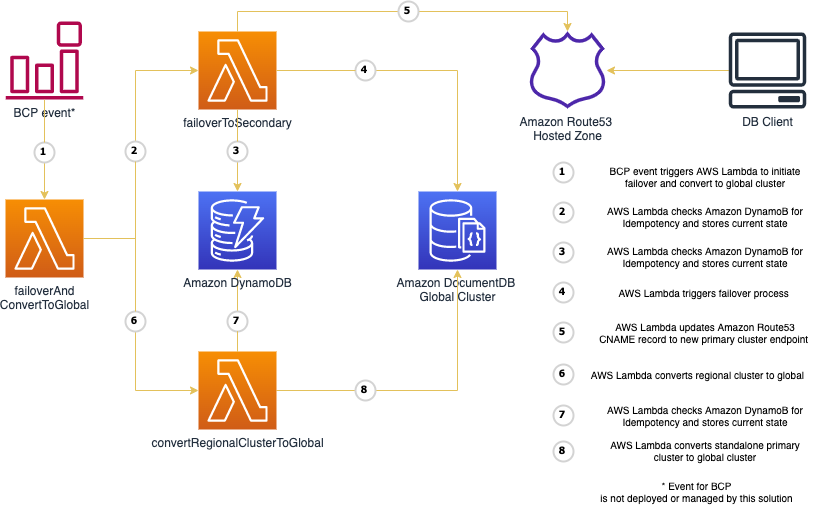 5
4
BCP event*
failoverToSecondary
Amazon Route53
Hosted Zone
DB Client
1
2
3
failoverAnd
ConvertToGlobal
Amazon DynamoDB
Amazon DocumentDB
Global Cluster
6
7
8
convertRegionalClusterToGlobal
1
BCP event triggers AWS Lambda to initiate
failover and convert to global cluster
2
AWS Lambda checks Amazon DynamoB for
Idempotency and stores current state
3
AWS Lambda checks Amazon DynamoB for
Idempotency and stores current state
4
AWS Lambda triggers failover process
5
AWS Lambda updates Amazon Route53
CNAME record to new primary cluster endpoint
6
AWS Lambda converts regional cluster to global
7
AWS Lambda checks Amazon DynamoB for
Idempotency and stores current state
8
AWS Lambda converts standalone primary
cluster to global cluster
* Event for BCP
is not deployed or managed by this solution